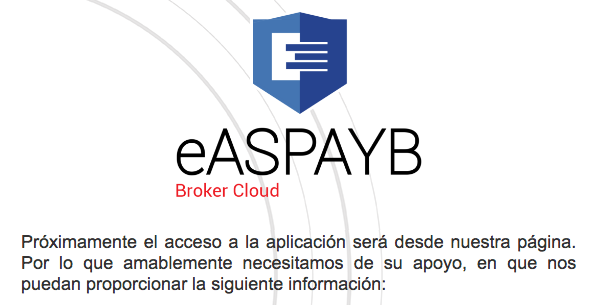 E
eASPAYB
Broker Cloud
Próximamente el acceso a la aplicación será desde nuestra página.
Por lo que amablemente necesitamos de su apoyo, en que nos
puedan proporcionar la siguiente información: